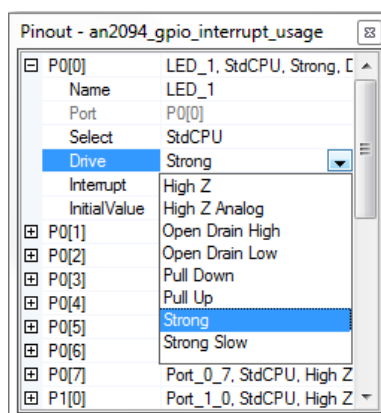 Pinout - an2094_gpio_interrupt_usage
P0[0] LED_1, StdCPU, Strong, D
Name LED_1
Port P0[0]
Select StdCPU
Drive Strong
Interrupt High Z
InitialValue High Z Analog
P0[1] Open Drain High
P0[2] Open Drain Low
P0[3] Pull Down
P0[4] Pull Up
P0[5] Strong
P0[6] Strong Slow
P0[7] Port_0_7, StdCPU, High Z
P1[0] Port_1_0, StdCPU, High Z